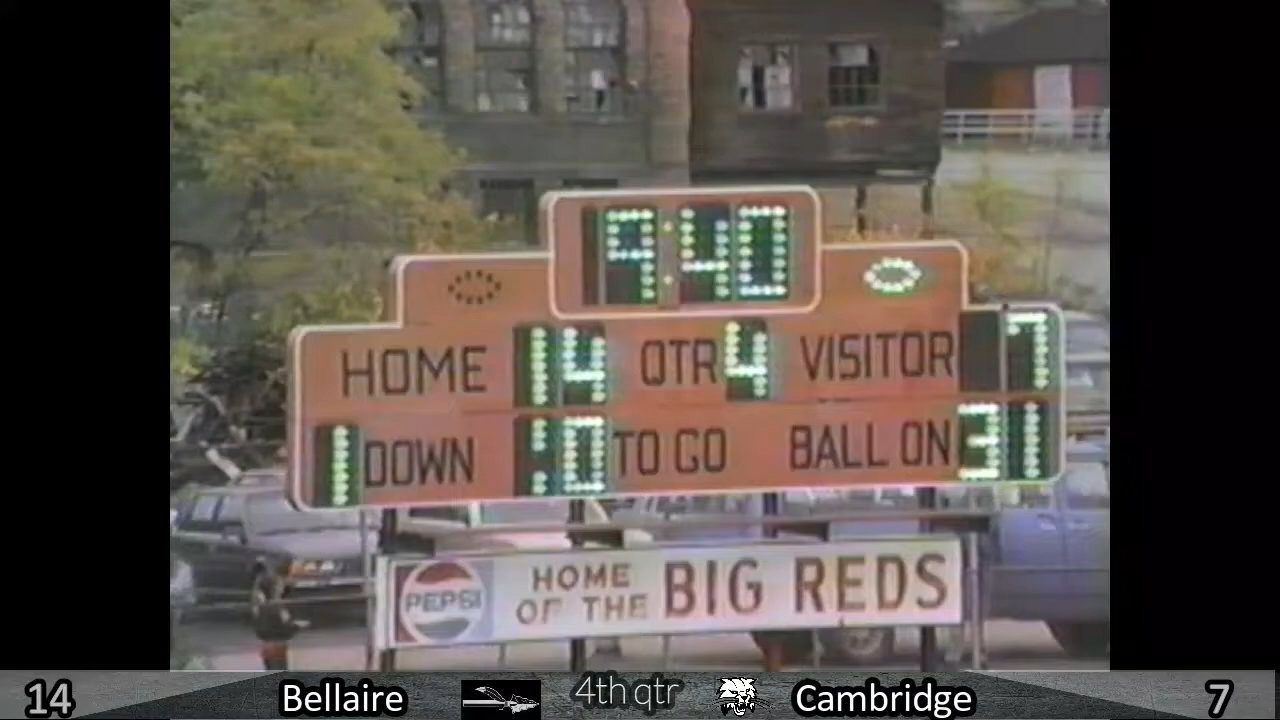 9:40
HOME 14 QTR 4 VISITOR 7
1 DOWN 10 TO GO BALL ON 31
PEPSI HOME OF THE BIG REDS
14 Bellaire 4th qtr Cambridge 7